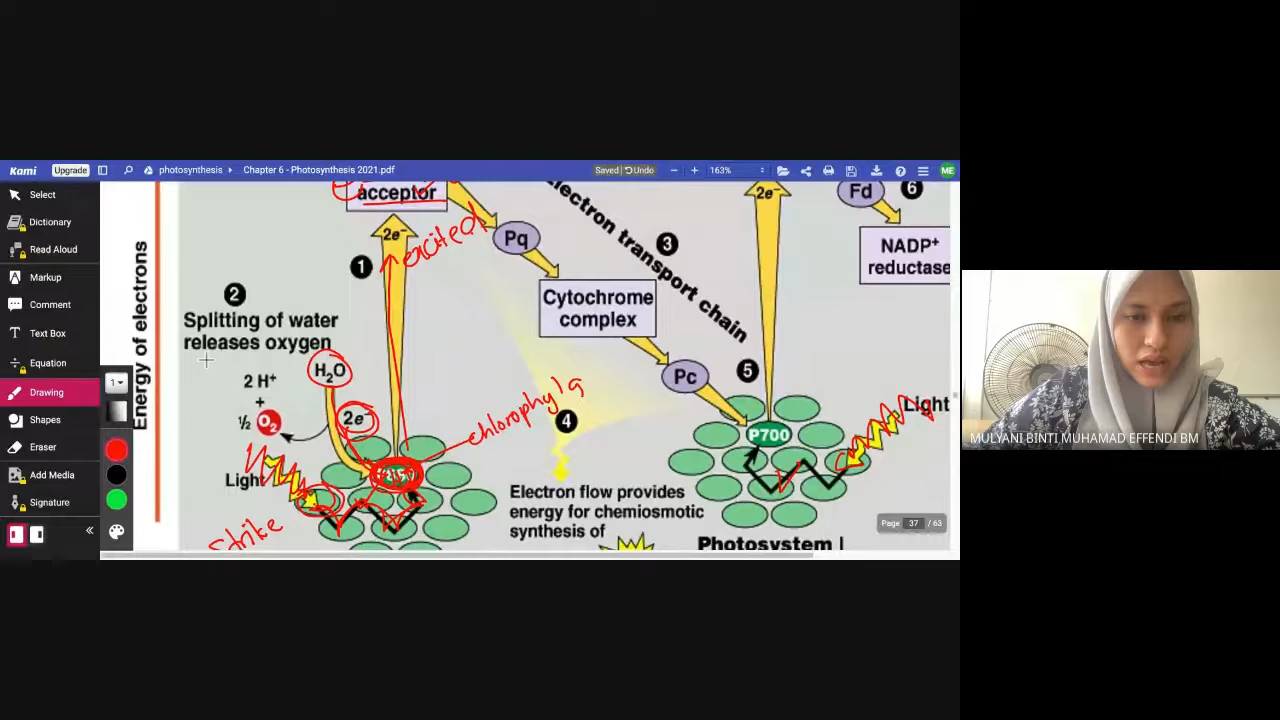 Kami
Upgrade
photosynthesis
Chapter 6 - Photosynthesis 2021.pdf
Saved
Undo
163%
ME
Select
Dictionary
Read Aloud
Markup
Comment
Text Box
Equation
Drawing
Shapes
Eraser
Add Media
Signature
1
Energy of electrons
acceptor
2e⁻
excited
1
2
Splitting of water
releases oxygen
H₂O
2 H⁺
+
½ O₂
2e⁻
Light
Strike
chlorophyl a
Pq
Electron transport chain
3
Cytochrome
complex
Pc
4
Electron flow provides
energy for chemiosmotic
synthesis of
5
2e⁻
Fd
6
NADP⁺
reductase
P700
Light
Photosystem I
Page 37 / 63
MULYANI BINTI MUHAMAD EFFENDI BM